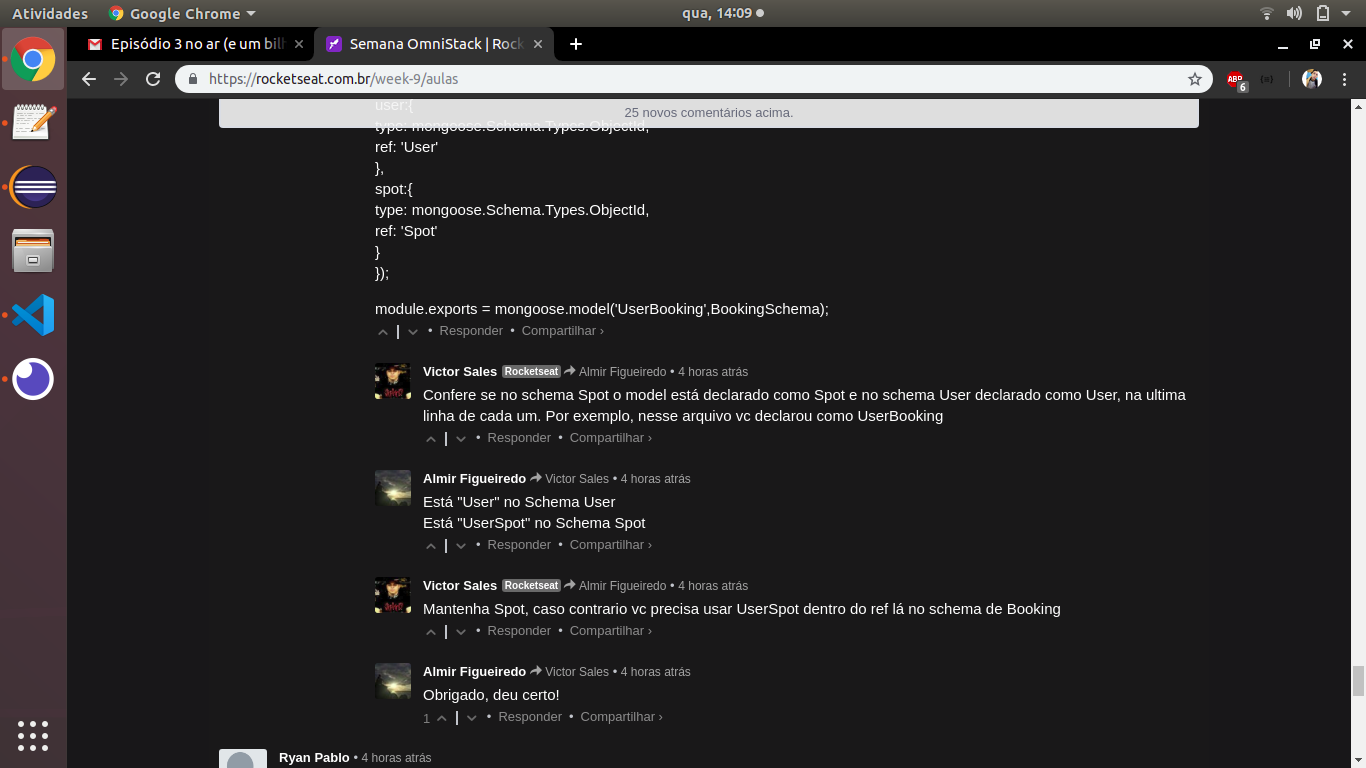 Atividades Google Chrome qua, 14:09
Episódio 3 no ar (e um bilh Semana OmniStack | Rock
https://rocketseat.com.br/week-9/aulas ABP 6
user:{
25 novos comentários acima.
type: mongoose.Schema.Types.ObjectId,
ref: 'User'
},
spot:{
type: mongoose.Schema.Types.ObjectId,
ref: 'Spot'
}
});
module.exports = mongoose.model('UserBooking',BookingSchema);
• Responder • Compartilhar ›
Victor Sales Rocketseat Almir Figueiredo • 4 horas atrás
Confere se no schema Spot o model está declarado como Spot e no schema User declarado como User, na ultima
linha de cada um. Por exemplo, nesse arquivo vc declarou como UserBooking
• Responder • Compartilhar ›
Almir Figueiredo Victor Sales • 4 horas atrás
Está "User" no Schema User
Está "UserSpot" no Schema Spot
• Responder • Compartilhar ›
Victor Sales Rocketseat Almir Figueiredo • 4 horas atrás
Mantenha Spot, caso contrario vc precisa usar UserSpot dentro do ref lá no schema de Booking
• Responder • Compartilhar ›
Almir Figueiredo Victor Sales • 4 horas atrás
Obrigado, deu certo!
1 • Responder • Compartilhar ›
Ryan Pablo • 4 horas atrás